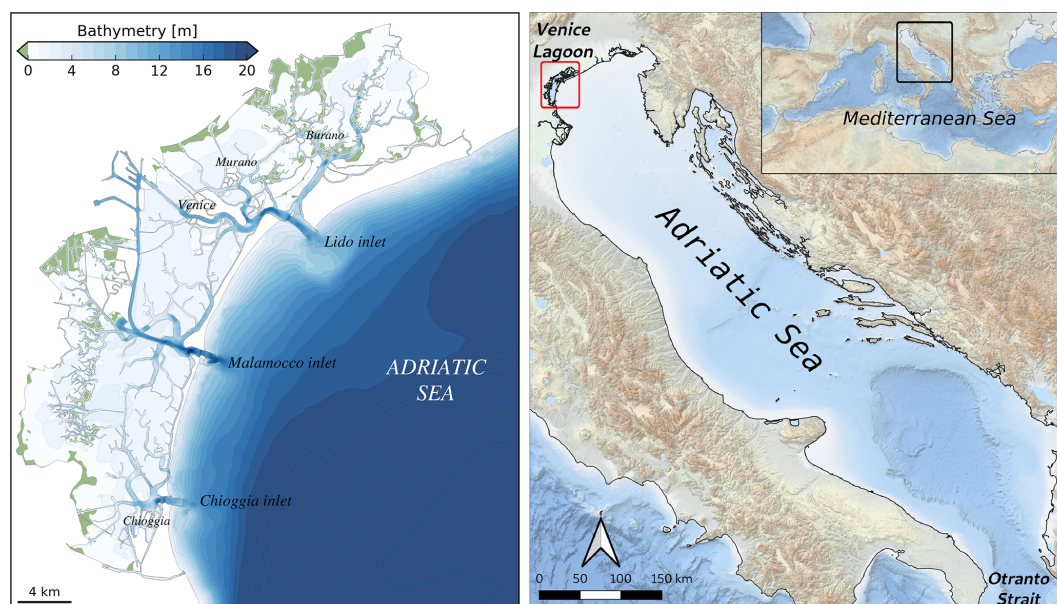 Bathymetry [m]
0 4 8 12 16 20
Burano
Murano
Venice
Lido inlet
Malamocco inlet
ADRIATIC
SEA
Chioggia inlet
Chioggia
4 km
Venice
Lagoon
Mediterranean Sea
Adriatic Sea
0 50 100 150 km
Otranto
Strait